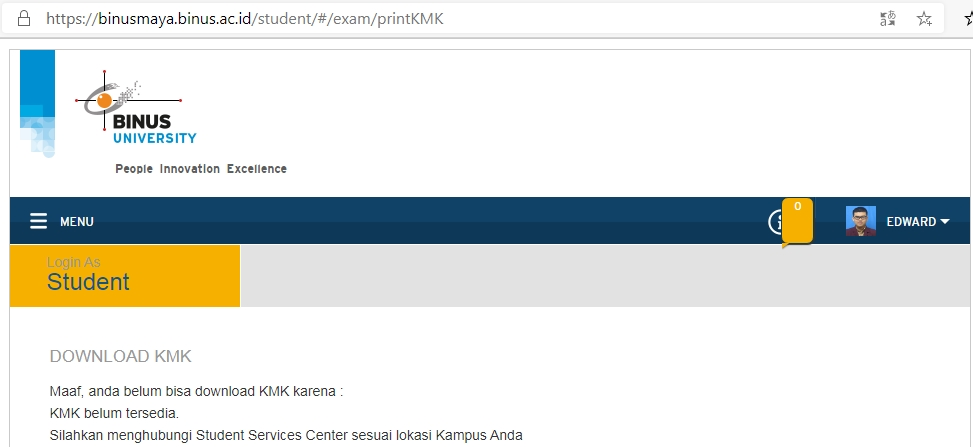 https://binusmaya.binus.ac.id/student/#/exam/printKMK
BINUS
UNIVERSITY
People Innovation Excellence
MENU
0
EDWARD
Login As
Student
DOWNLOAD KMK
Maaf, anda belum bisa download KMK karena :
KMK belum tersedia.
Silahkan menghubungi Student Services Center sesuai lokasi Kampus Anda